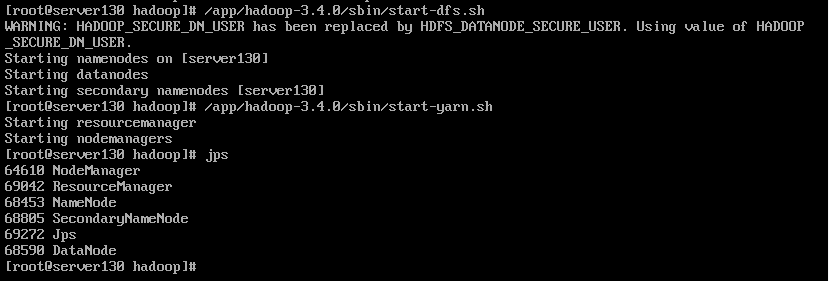 [root@server130 hadoop]# /app/hadoop-3.4.0/sbin/start-dfs.sh
WARNING: HADOOP_SECURE_DN_USER has been replaced by HDFS_DATANODE_SECURE_USER. Using value of HADOOP
_SECURE_DN_USER.
Starting namenodes on [server130]
Starting datanodes
Starting secondary namenodes [server130]
[root@server130 hadoop]# /app/hadoop-3.4.0/sbin/start-yarn.sh
Starting resourcemanager
Starting nodemanagers
[root@server130 hadoop]# jps
64610 NodeManager
69042 ResourceManager
68453 NameNode
68805 SecondaryNameNode
69272 Jps
68590 DataNode
[root@server130 hadoop]#